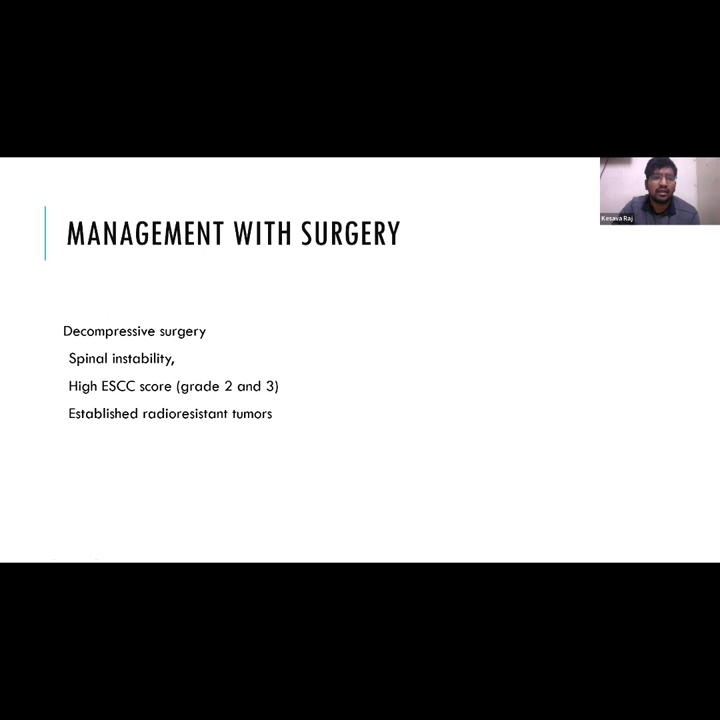 MANAGEMENT WITH SURGERY
Kesava Raj
Decompressive surgery
Spinal instability,
High ESCC score (grade 2 and 3)
Established radioresistant tumors